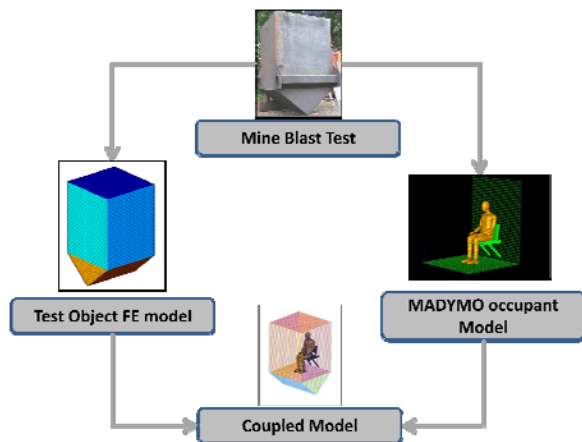 Mine Blast Test
Test Object FE model
MADYMO occupant
Model
Coupled Model